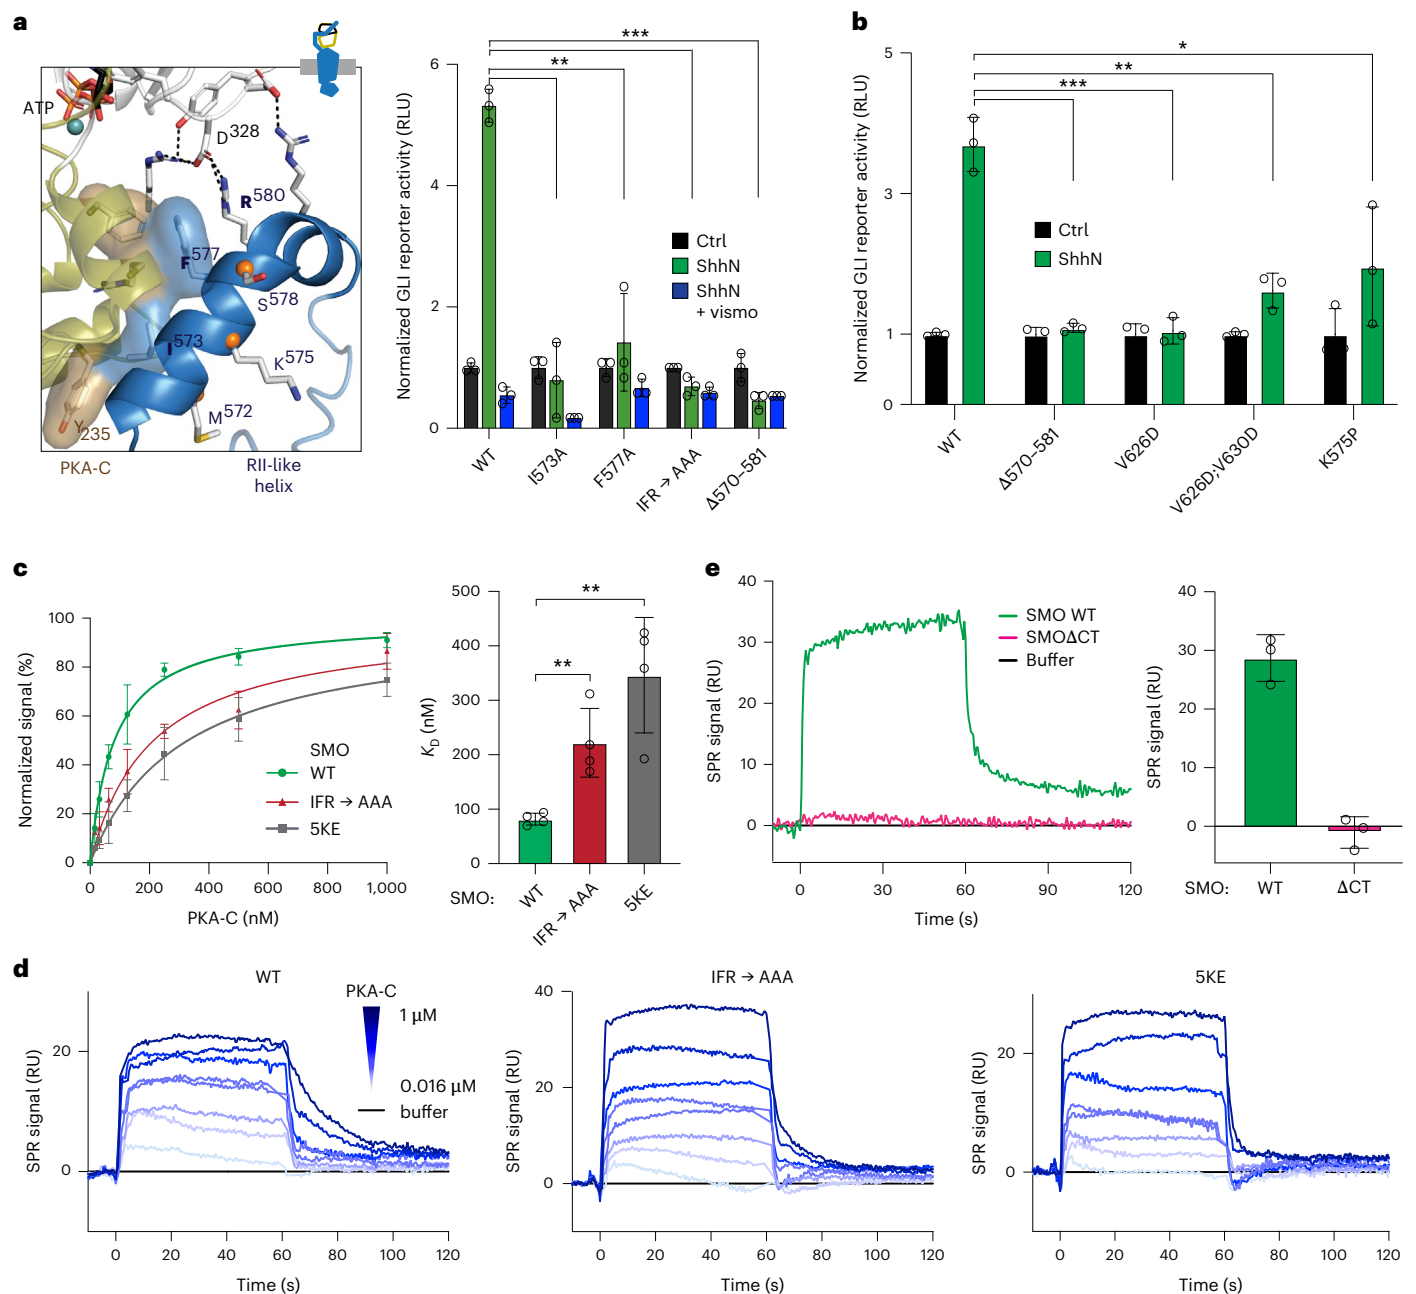 a
ATP
D328
R580
F577
S578
I573
K575
M572
Y235
PKA-C
RII-like
helix
Normalized GLI reporter activity (RLU)
6
4
2
0
***
**
Ctrl
ShhN
ShhN
+ vismo
WT
I573A
F577A
IFR → AAA
Δ570–581
b
Normalized GLI reporter activity (RLU)
5
3
1
0
*
**
***
Ctrl
ShhN
WT
Δ570–581
V626D
V626D;V630D
K575P
c
Normalized signal (%)
100
80
60
40
20
0
0
200
400
600
800
1,000
PKA-C (nM)
SMO
WT
IFR → AAA
5KE
KD (nM)
500
400
300
200
100
0
**
**
SMO:
WT
IFR → AAA
5KE
e
SPR signal (RU)
40
30
20
10
0
0
30
60
90
120
Time (s)
SMO WT
SMOΔCT
Buffer
SPR signal (RU)
40
30
20
10
0
SMO:
WT
ΔCT
d
WT
SPR signal (RU)
20
0
0
20
40
60
80
100
120
Time (s)
PKA-C
1 μM
0.016 μM
buffer
IFR → AAA
SPR signal (RU)
40
20
0
0
20
40
60
80
100
120
Time (s)
5KE
SPR signal (RU)
20
0
0
20
40
60
80
100
120
Time (s)